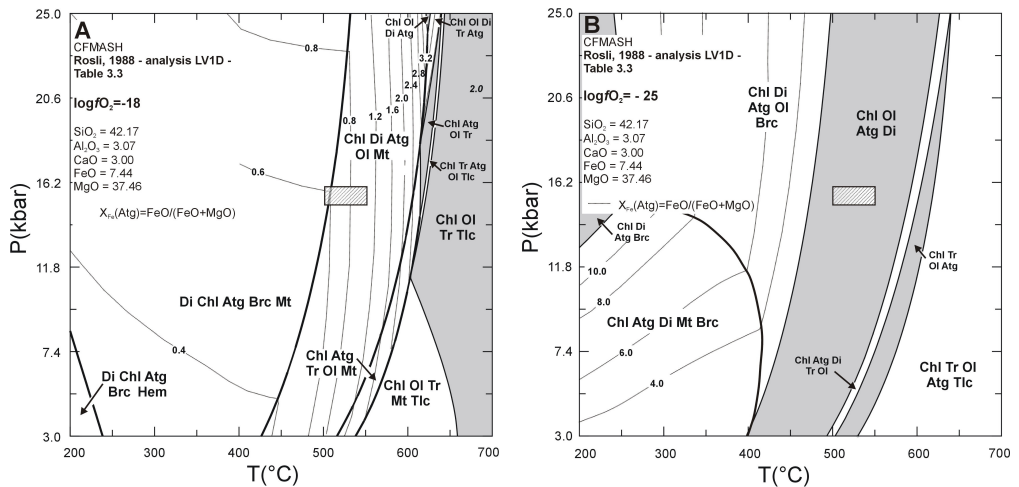 A
CFMASH
Rosli, 1988 - analysis LV1D -
Table 3.3
logfO₂=-18
SiO₂ = 42.17
Al₂O₃ = 3.07
CaO = 3.00
FeO = 7.44
MgO = 37.46
X_Fe(Atg)=FeO/(FeO+MgO)
P(kbar)
25.0
20.6
16.2
11.8
7.4
3.0
200
300
400
500
600
700
T(°C)
0.8
0.6
0.4
0.8
1.2
1.6
2.0
2.4
2.8
3.2
2.0
Chl Ol
Di Atg
Chl Ol Di
Tr Atg
Chl Di Atg
Ol Mt
Chl Atg
Ol Tr
Chl Tr Atg
Ol Tlc
Chl Ol
Tr Tlc
Di Chl Atg Brc Mt
Di Chl Atg
Brc Hem
Chl Atg
Tr Ol Mt
Chl Ol Tr
Mt Tlc
B
CFMASH
Rosli, 1988 - analysis LV1D -
Table 3.3
logfO₂= - 25
SiO₂ = 42.17
Al₂O₃ = 3.07
CaO = 3.00
FeO = 7.44
MgO = 37.46
X_Fe(Atg)=FeO/(FeO+MgO)
P(kbar)
25.0
20.6
16.2
11.8
7.4
3.0
200
300
400
500
600
700
T(°C)
Chl Di
Atg Ol
Brc
Chl Ol
Atg Di
Chl Di
Atg Brc
10.0
8.0
6.0
4.0
Chl Atg Di Mt Brc
Chl Tr
Ol Atg
Chl Atg Di
Tr Ol
Chl Tr Ol
Atg Tlc